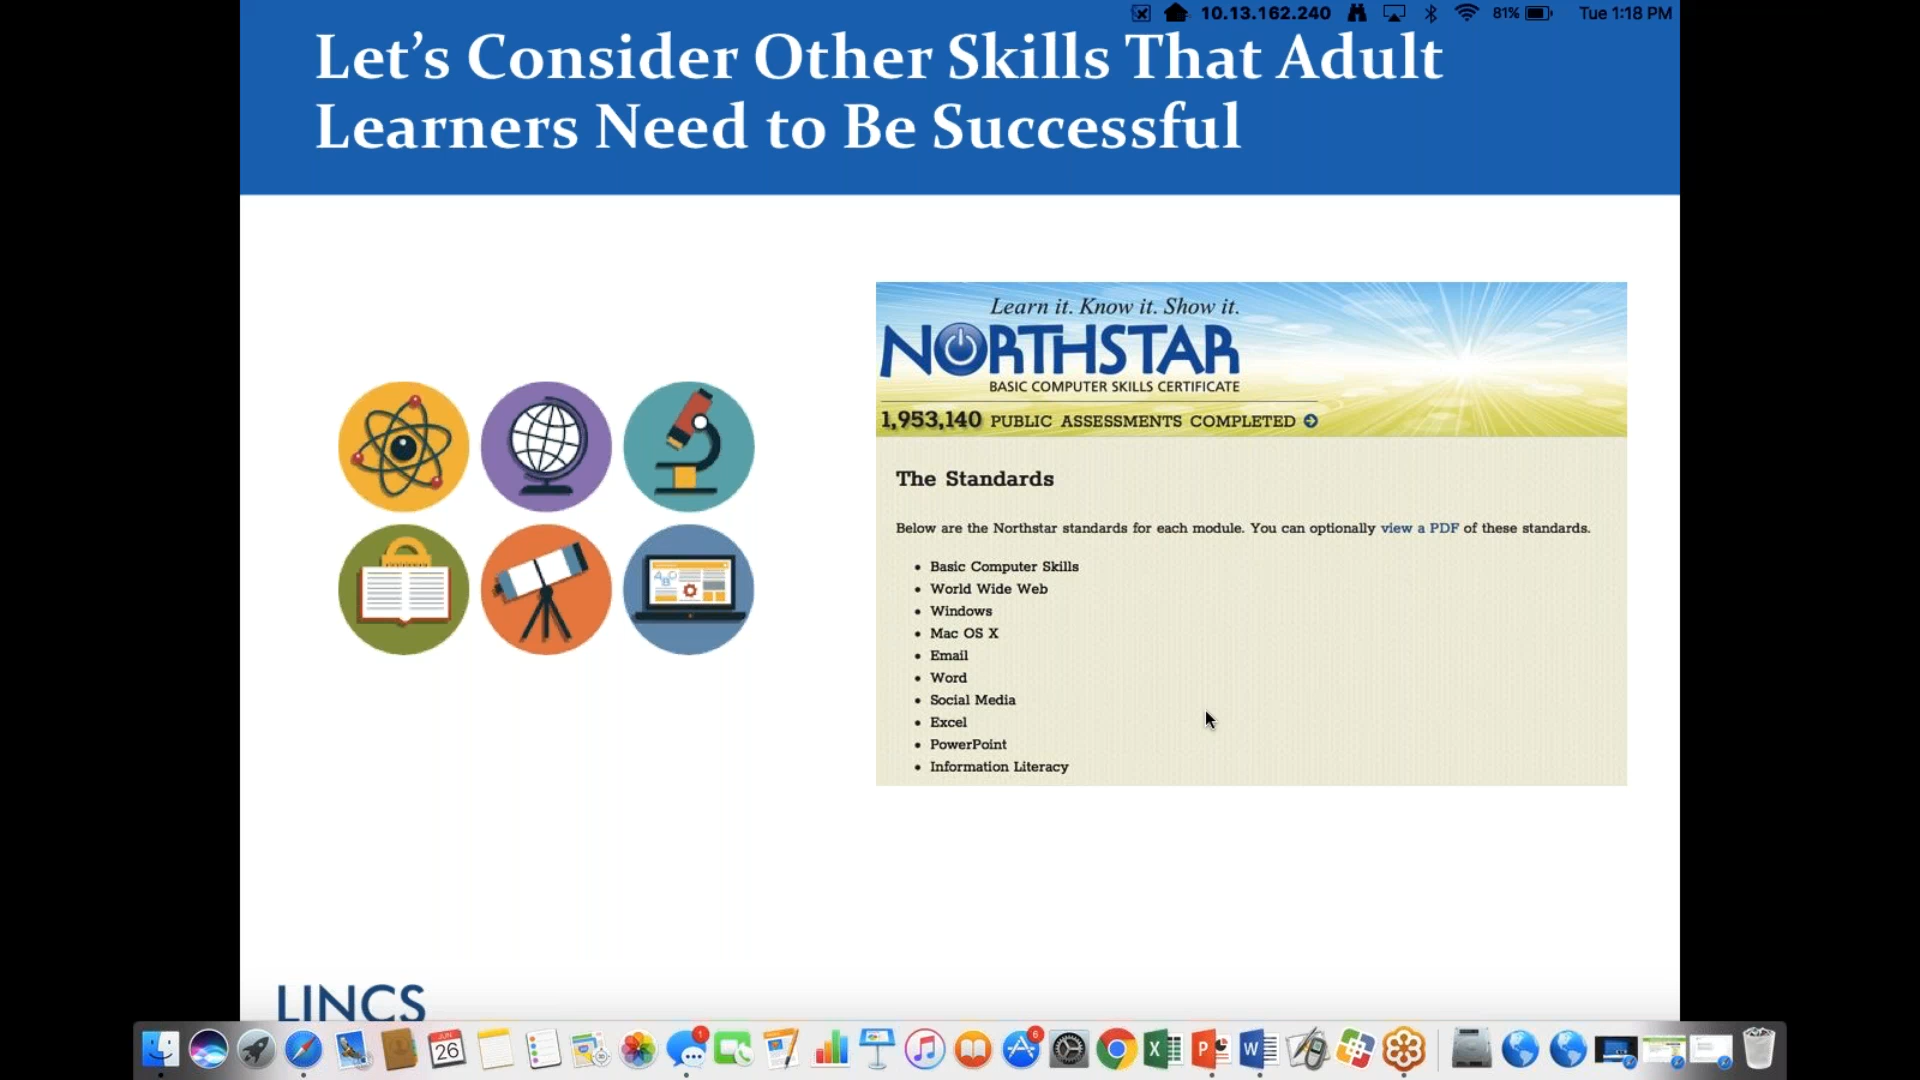 10.13.162.240 81% Tue 1:18 PM
Let's Consider Other Skills That Adult
Learners Need to Be Successful
Learn it. Know it. Show it.
NORTHSTAR
BASIC COMPUTER SKILLS CERTIFICATE
1,953,140 PUBLIC ASSESSMENTS COMPLETED
The Standards
Below are the Northstar standards for each module. You can optionally view a PDF of these standards.
• Basic Computer Skills
• World Wide Web
• Windows
• Mac OS X
• Email
• Word
• Social Media
• Excel
• PowerPoint
• Information Literacy
LINCS
JUN
26
1
6